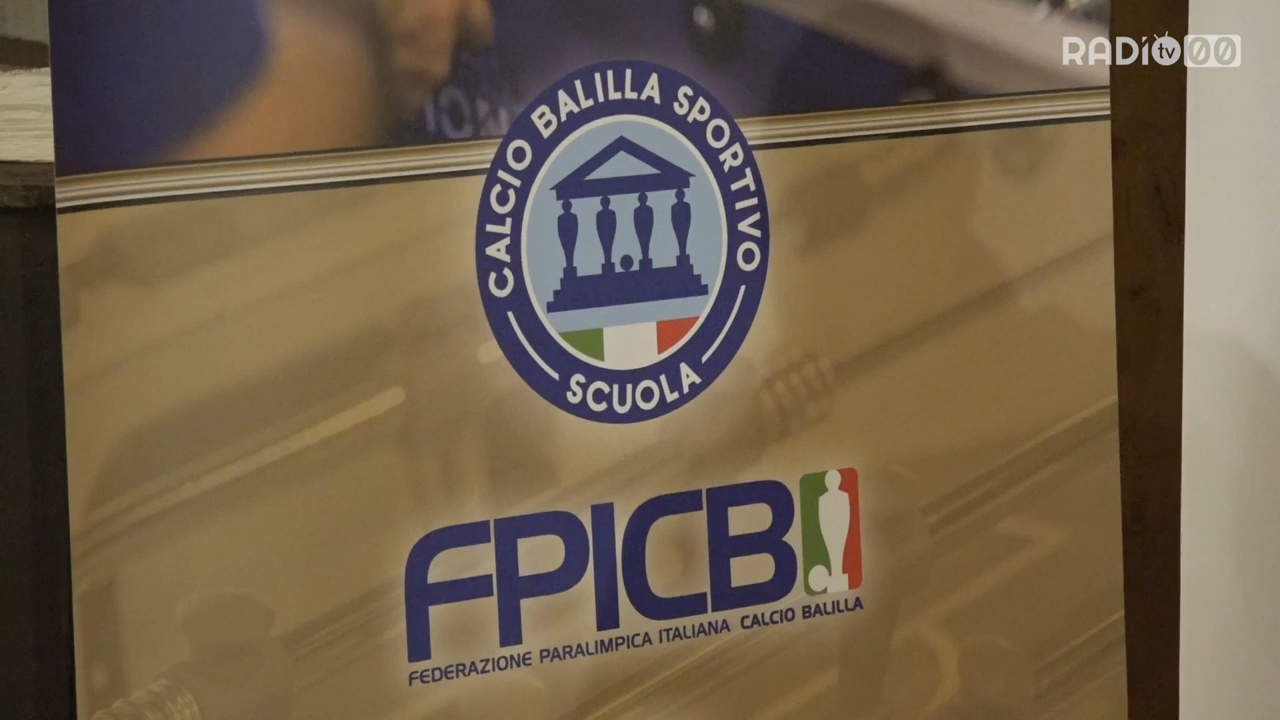 RADIO tv 00
CALCIO BALILLA SPORTIVO
SCUOLA
FPICB
FEDERAZIONE PARALIMPICA ITALIANA CALCIO BALILLA